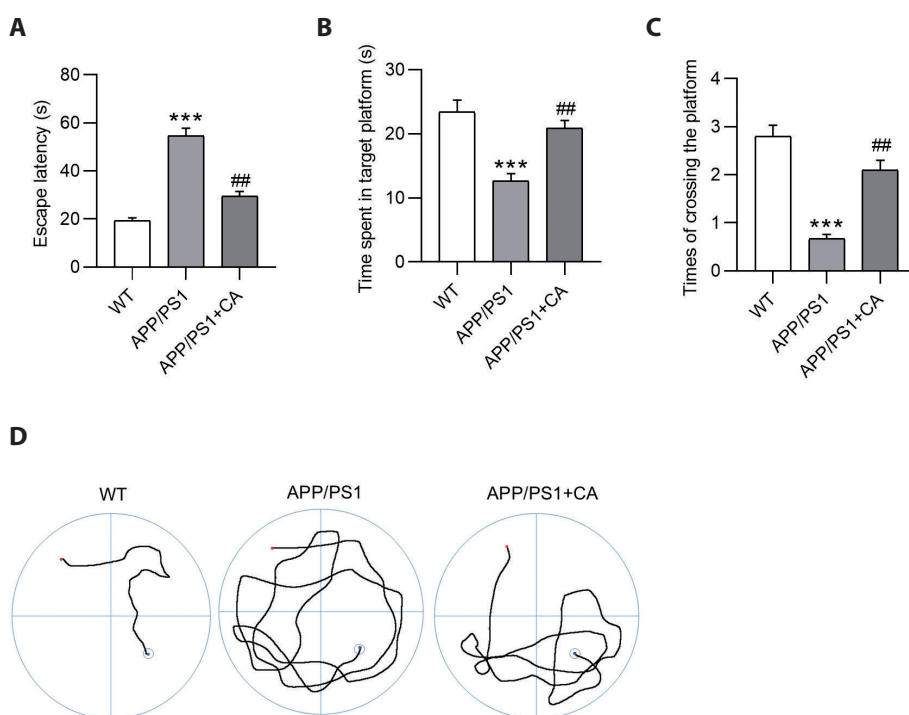 A
Escape latency (s)
80
60
40
20
0
***
##
WT
APP/PS1
APP/PS1+CA
B
Time spent in target platform (s)
30
20
10
0
***
##
WT
APP/PS1
APP/PS1+CA
C
Times of crossing the platform
4
3
2
1
0
***
##
WT
APP/PS1
APP/PS1+CA
D
WT
APP/PS1
APP/PS1+CA